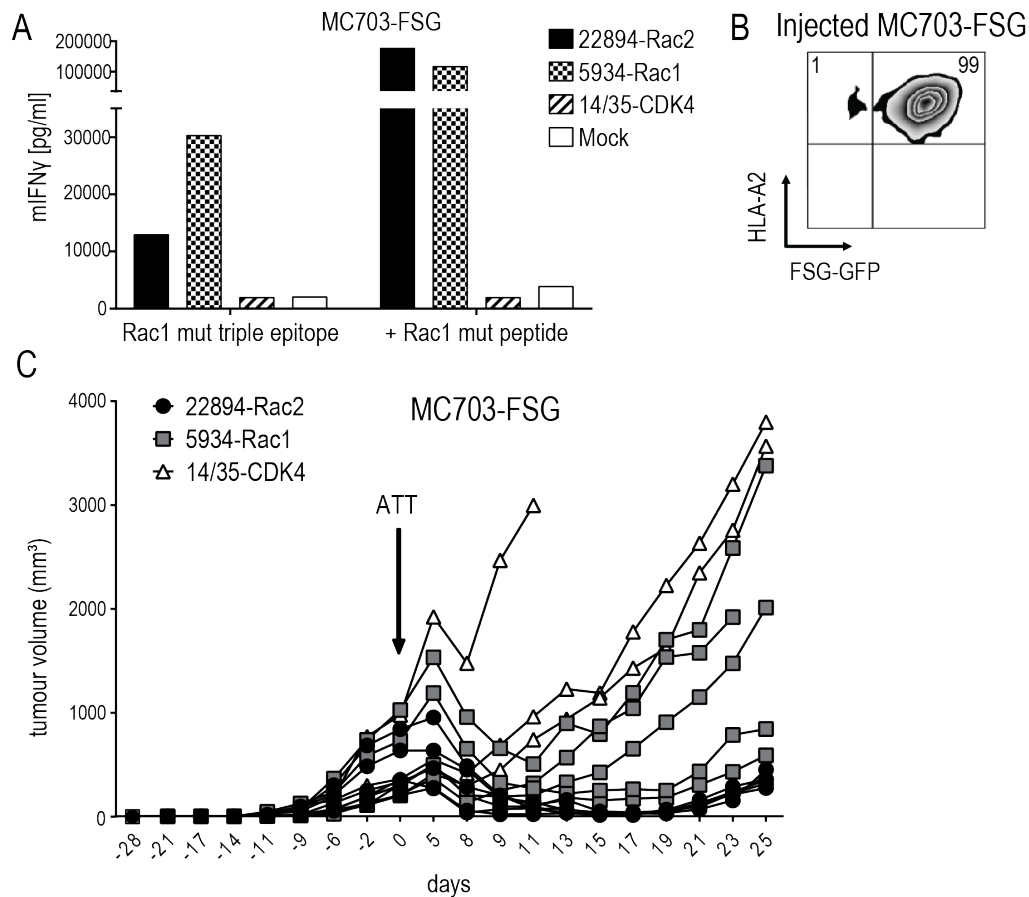 A
MC703-FSG
mIFNγ [pg/ml]
200000
100000
30000
20000
10000
0
Rac1 mut triple epitope
+ Rac1 mut peptide
22894-Rac2
5934-Rac1
14/35-CDK4
Mock
B
Injected MC703-FSG
1
99
HLA-A2
FSG-GFP
C
22894-Rac2
5934-Rac1
14/35-CDK4
MC703-FSG
ATT
tumour volume (mm³)
4000
3000
2000
1000
0
-28 -21 -17 -14 -11 -9 -6 -2 0 5 8 9 11 13 15 17 19 21 23 25
days